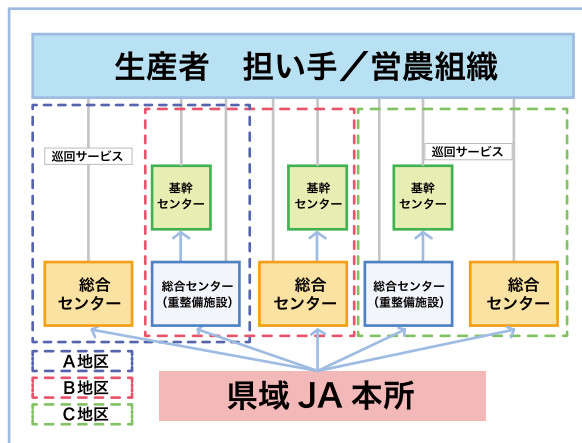 生産者　担い手／営農組織
巡回サービス
巡回サービス
基幹
センター
基幹
センター
基幹
センター
総合
センター
総合センター
（重整備施設）
総合
センター
総合センター
（重整備施設）
総合
センター
A地区
B地区
C地区
県域 JA 本所